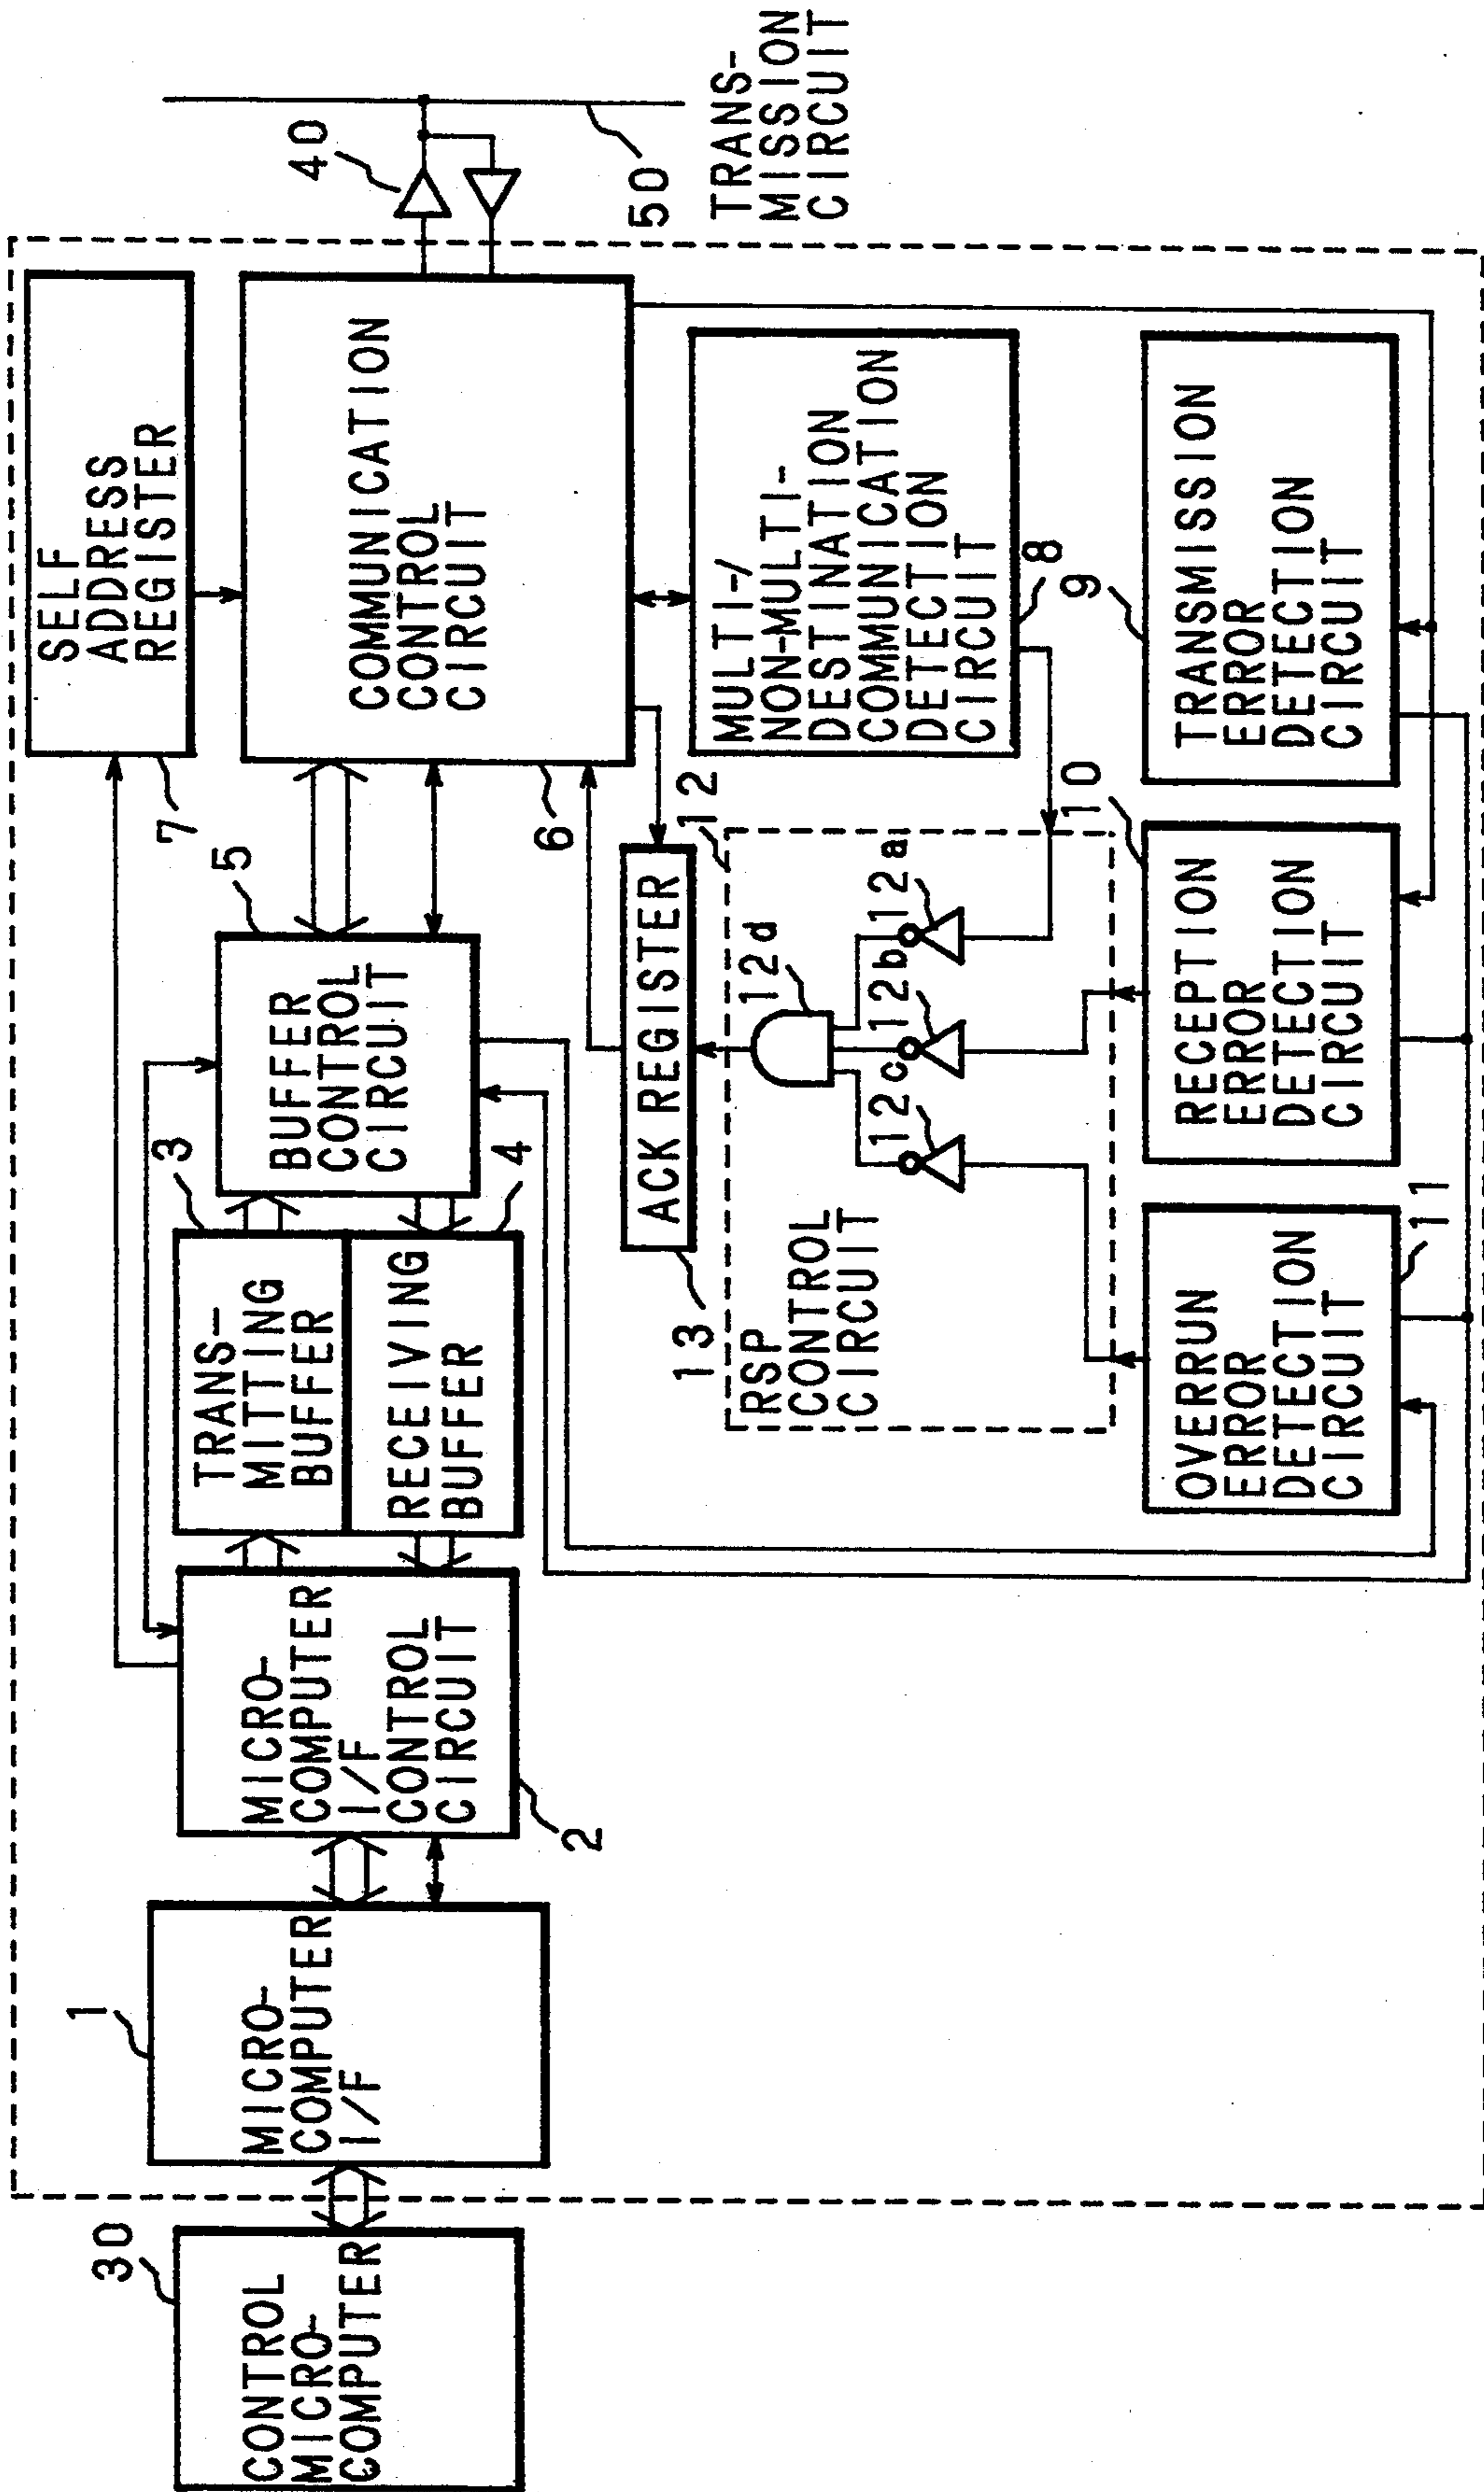 30
CONTROL
MICRO-
COMPUTER
1
MICRO-
COMPUTER
I/F
MICRO-
COMPUTER
I/F
CONTROL
CIRCUIT
2
3
TRANS-
MITTING
BUFFER
RECEIVING
BUFFER
4
5
BUFFER
CONTROL
CIRCUIT
7
SELF
ADDRESS
REGISTER
COMMUNICATION
CONTROL
CIRCUIT
6
40
50
TRANS-
MISSION
CIRCUIT
13
ACK REGISTER
12
RSP
CONTROL
CIRCUIT
12d
12c
12b
12a
MULTI-/
NON-MULTI-
DESTINATION
COMMUNICATION
DETECTION
CIRCUIT
8
OVERRUN
ERROR
DETECTION
CIRCUIT
11
10
RECEPTION
ERROR
DETECTION
CIRCUIT
9
TRANSMISSION
ERROR
DETECTION
CIRCUIT